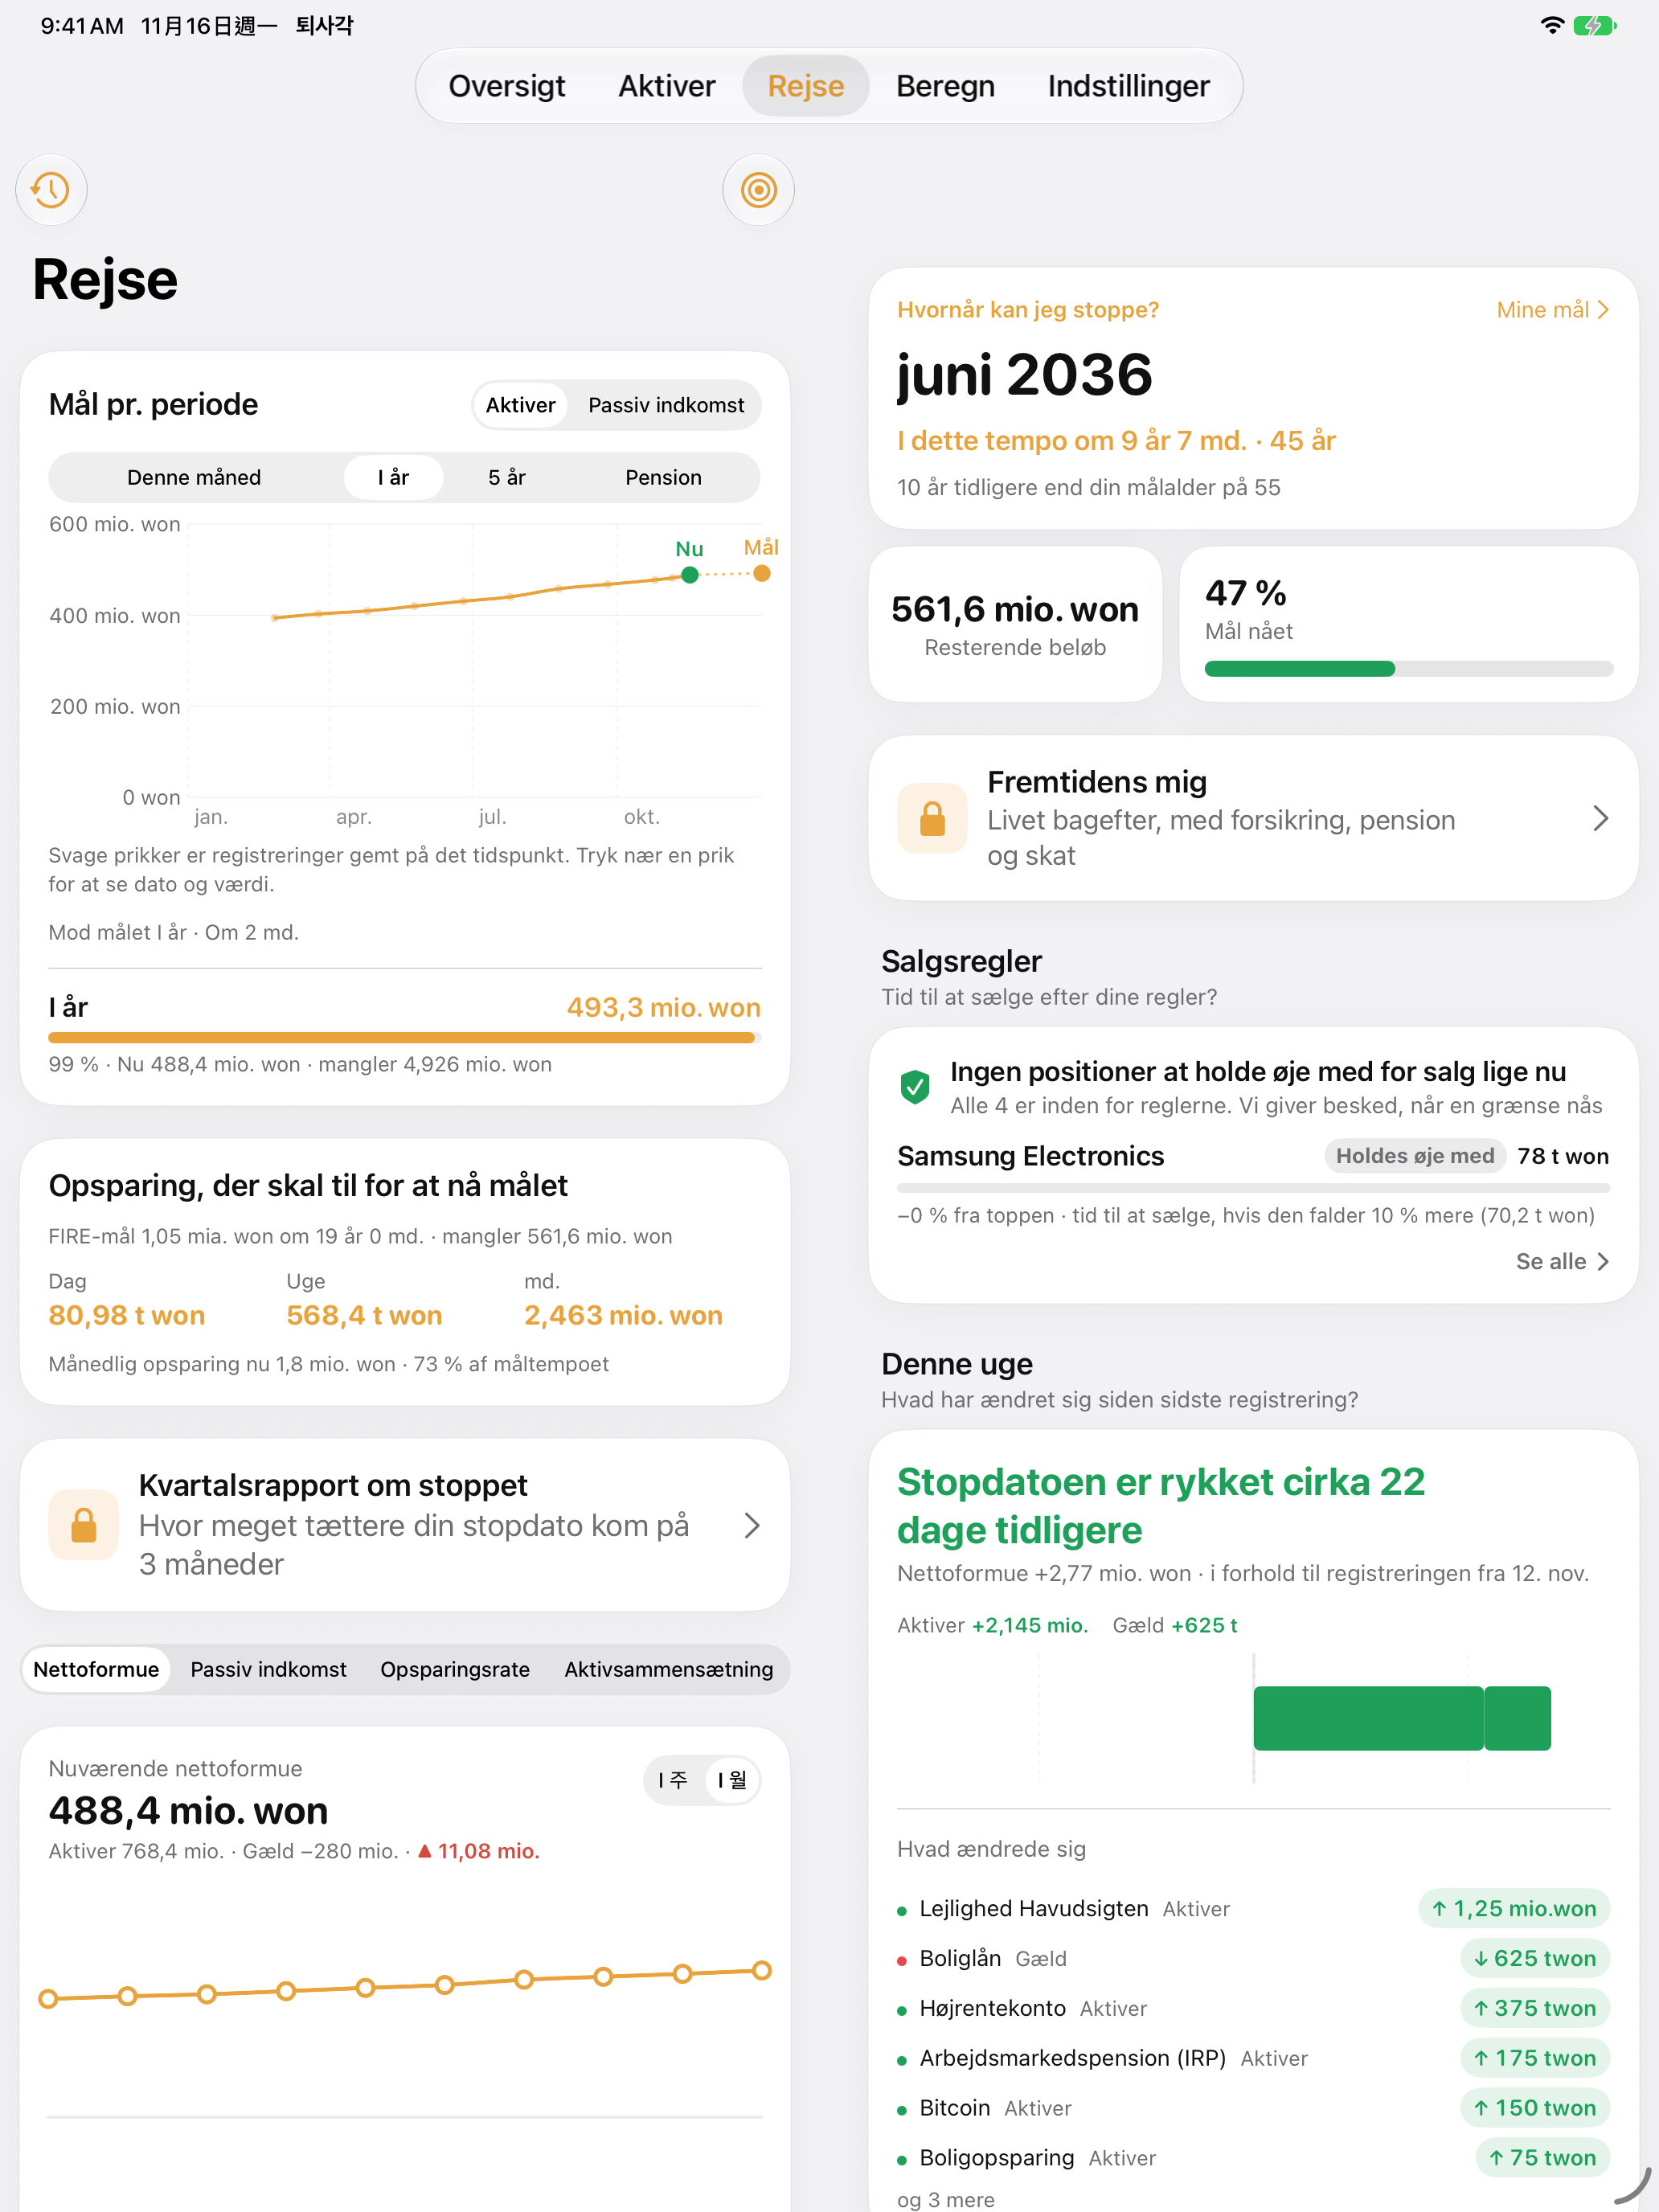 9:41 AM 11月16日週一 퇴사각
Oversigt Aktiver Rejse Beregn Indstillinger
Rejse
Mål pr. periode
Aktiver Passiv indkomst
Denne måned I år 5 år Pension
600 mio. won
400 mio. won
200 mio. won
0 won
Nu Mål
jan. apr. jul. okt.
Svage prikker er registreringer gemt på det tidspunkt. Tryk nær en prik
for at se dato og værdi.
Mod målet I år · Om 2 md.
I år 493,3 mio. won
99 % · Nu 488,4 mio. won · mangler 4,926 mio. won
Opsparing, der skal til for at nå målet
FIRE-mål 1,05 mia. won om 19 år 0 md. · mangler 561,6 mio. won
Dag Uge md.
80,98 t won 568,4 t won 2,463 mio. won
Månedlig opsparing nu 1,8 mio. won · 73 % af måltempoet
Kvartalsrapport om stoppet
Hvor meget tættere din stopdato kom på
3 måneder
Nettoformue Passiv indkomst Opsparingsrate Aktivsammensætning
Nuværende nettoformue
1 주 1 월
488,4 mio. won
Aktiver 768,4 mio. · Gæld −280 mio. · ▲ 11,08 mio.
Hvornår kan jeg stoppe? Mine mål
juni 2036
I dette tempo om 9 år 7 md. · 45 år
10 år tidligere end din målalder på 55
561,6 mio. won
Resterende beløb
47 %
Mål nået
Fremtidens mig
Livet bagefter, med forsikring, pension
og skat
Salgsregler
Tid til at sælge efter dine regler?
Ingen positioner at holde øje med for salg lige nu
Alle 4 er inden for reglerne. Vi giver besked, når en grænse nås
Samsung Electronics Holdes øje med 78 t won
−0 % fra toppen · tid til at sælge, hvis den falder 10 % mere (70,2 t won)
Se alle
Denne uge
Hvad har ændret sig siden sidste registrering?
Stopdatoen er rykket cirka 22
dage tidligere
Nettoformue +2,77 mio. won · i forhold til registreringen fra 12. nov.
Aktiver +2,145 mio. Gæld +625 t
Hvad ændrede sig
Lejlighed Havudsigten Aktiver ↑ 1,25 mio.won
Boliglån Gæld ↓ 625 twon
Højrentekonto Aktiver ↑ 375 twon
Arbejdsmarkedspension (IRP) Aktiver ↑ 175 twon
Bitcoin Aktiver ↑ 150 twon
Boligopsparing Aktiver ↑ 75 twon
og 3 mere